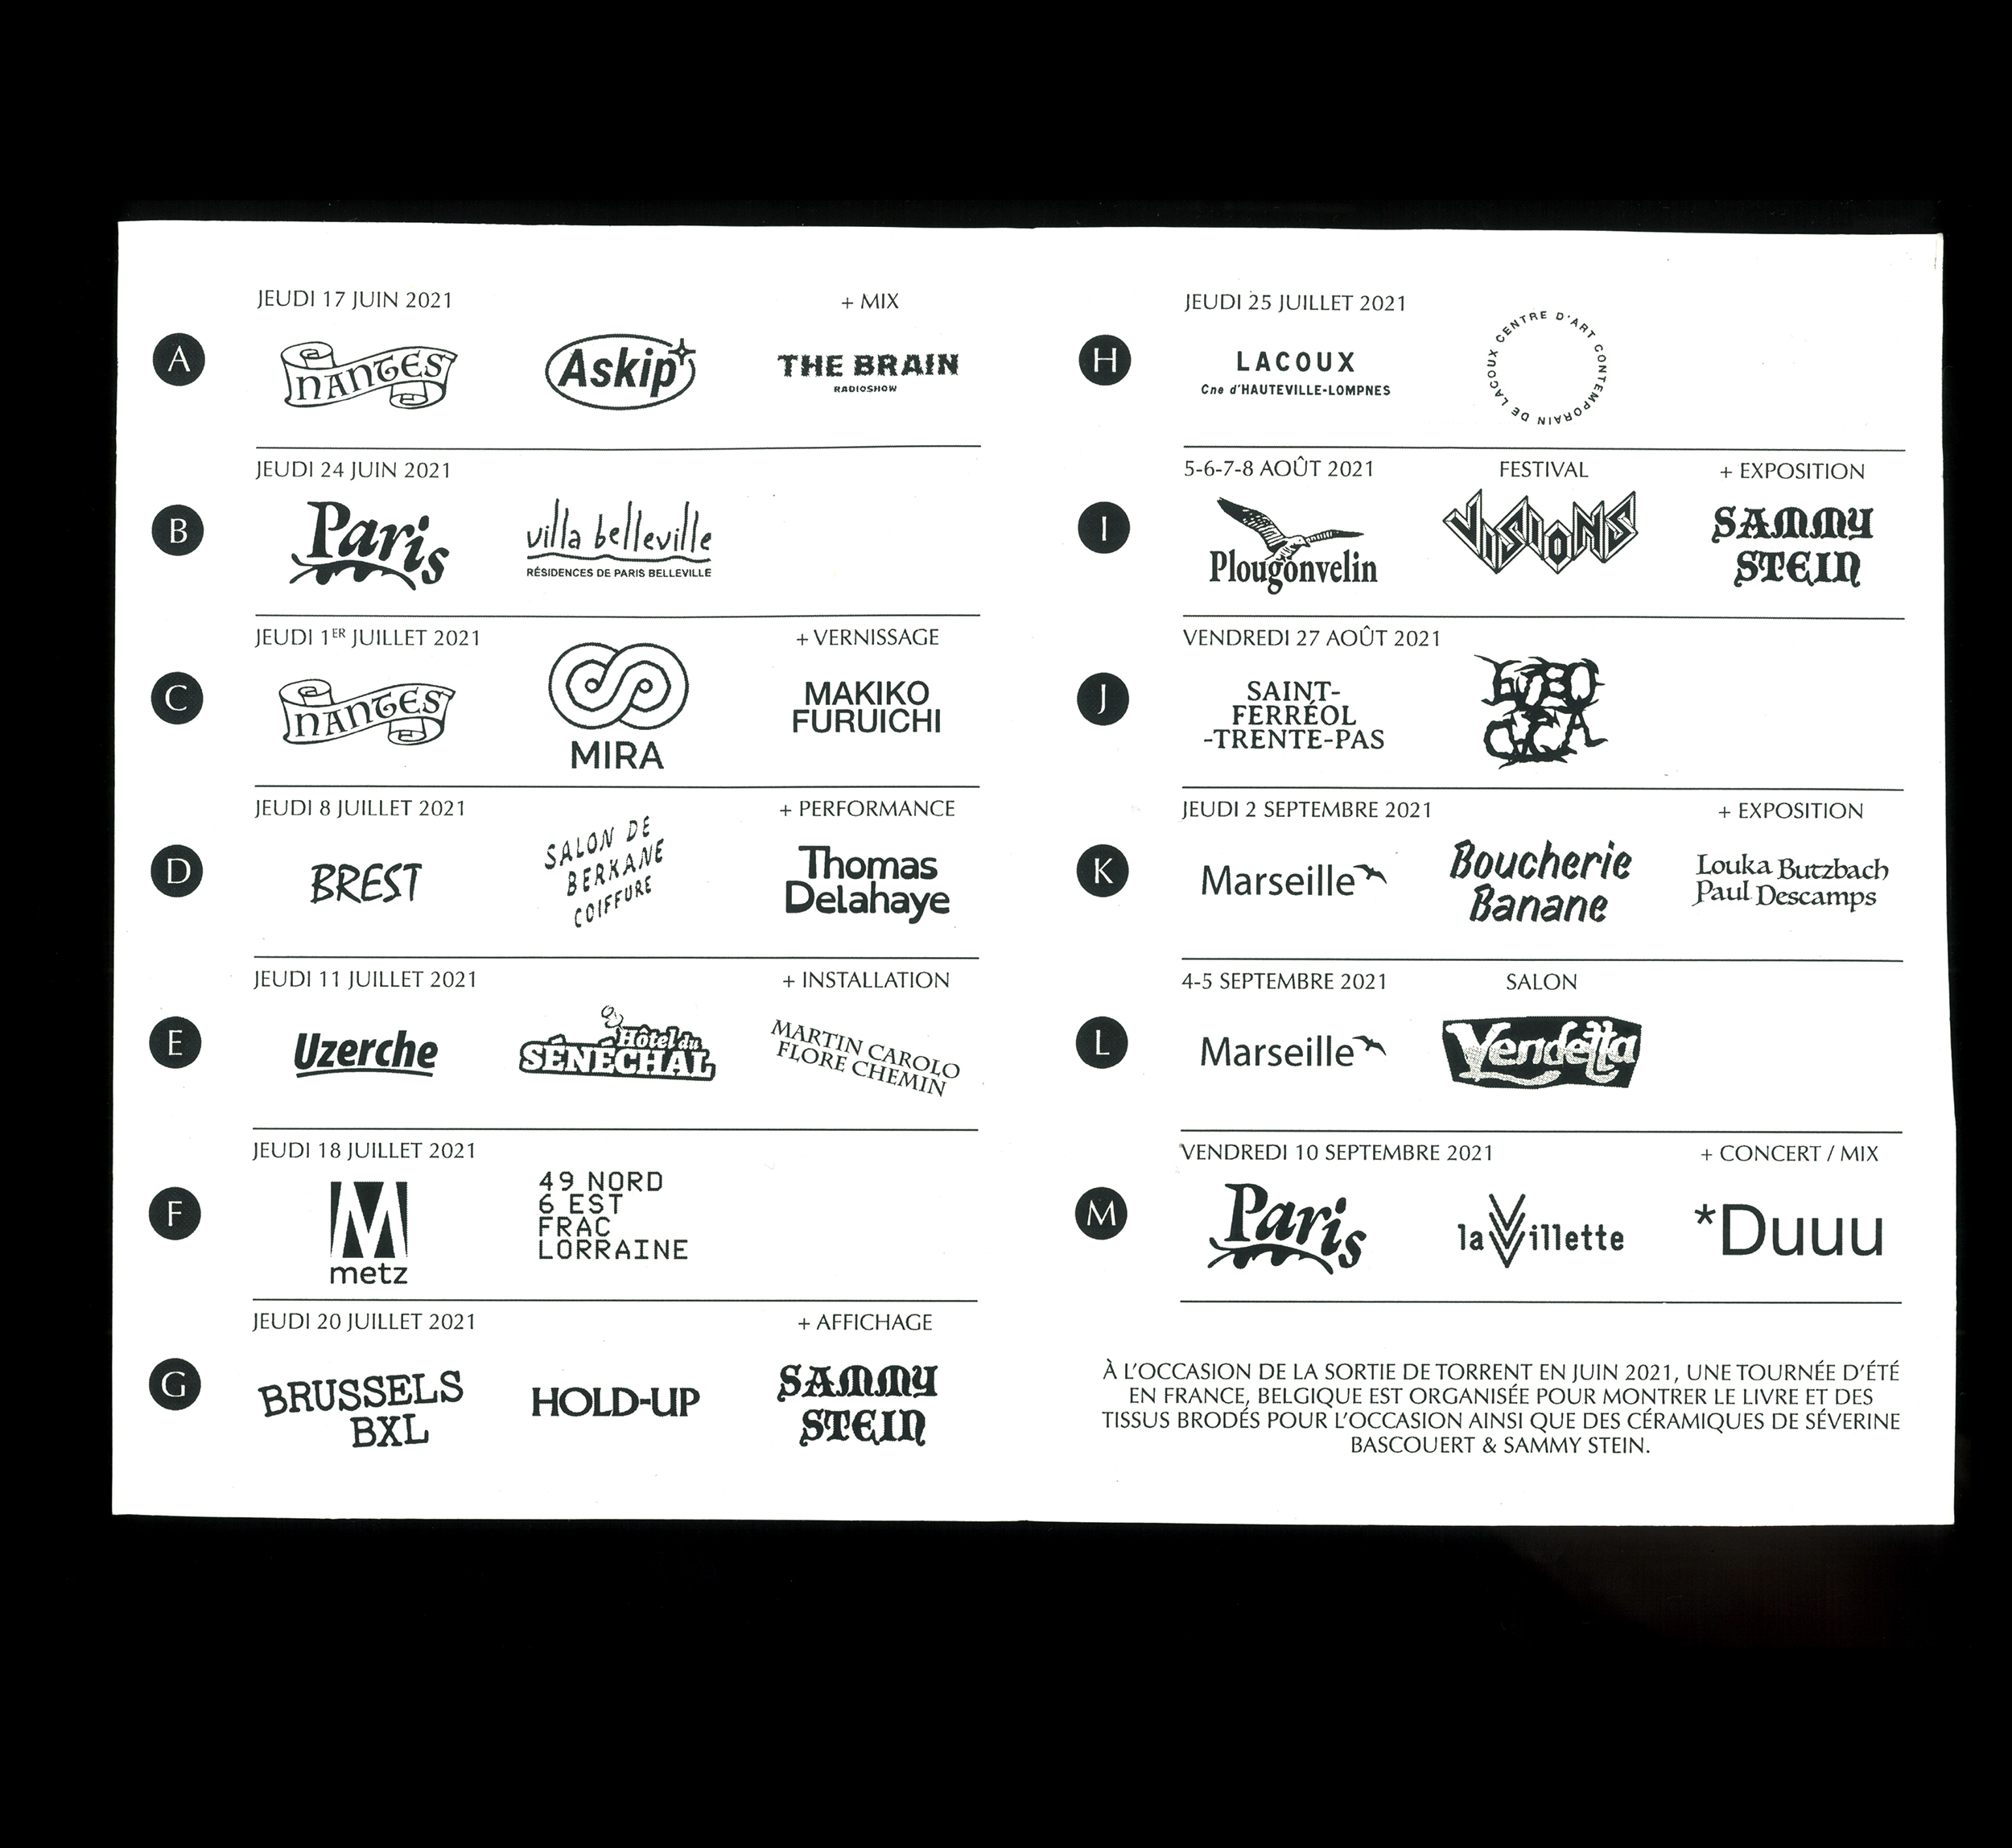 A
JEUDI 17 JUIN 2021
NANTES
Askip
+ MIX
THE BRAIN
RADIOSHOW
B
JEUDI 24 JUIN 2021
Paris
villa belleville
RÉSIDENCES DE PARIS BELLEVILLE
C
JEUDI 1ER JUILLET 2021
NANTES
MIRA
+ VERNISSAGE
MAKIKO
FURUICHI
D
JEUDI 8 JUILLET 2021
BREST
SALON DE
BERKANE
COIFFURE
+ PERFORMANCE
Thomas
Delahaye
E
JEUDI 11 JUILLET 2021
Uzerche
Hôtel du
SÉNÉCHAL
+ INSTALLATION
MARTIN CAROLO
FLORE CHEMIN
F
JEUDI 18 JUILLET 2021
M
metz
49 NORD
6 EST
FRAC
LORRAINE
G
JEUDI 20 JUILLET 2021
BRUSSELS
BXL
HOLD-UP
+ AFFICHAGE
SAMMY
STEIN
H
JEUDI 25 JUILLET 2021
LACOUX
Cne d'HAUTEVILLE-LOMPNES
CENTRE D'ART CONTEMPORAIN DE LACOUX
I
5-6-7-8 AOÛT 2021
Plougonvelin
FESTIVAL
VISIONS
+ EXPOSITION
SAMMY
STEIN
J
VENDREDI 27 AOÛT 2021
SAINT-
FERRÉOL
-TRENTE-PAS
K
JEUDI 2 SEPTEMBRE 2021
Marseille
Boucherie
Banane
+ EXPOSITION
Louka Butzbach
Paul Descamps
L
4-5 SEPTEMBRE 2021
Marseille
SALON
Vendetta
M
VENDREDI 10 SEPTEMBRE 2021
Paris
la Villette
+ CONCERT / MIX
*Duuu
À L'OCCASION DE LA SORTIE DE TORRENT EN JUIN 2021, UNE TOURNÉE D'ÉTÉ
EN FRANCE, BELGIQUE EST ORGANISÉE POUR MONTRER LE LIVRE ET DES
TISSUS BRODÉS POUR L'OCCASION AINSI QUE DES CÉRAMIQUES DE SÉVERINE
BASCOUERT & SAMMY STEIN.